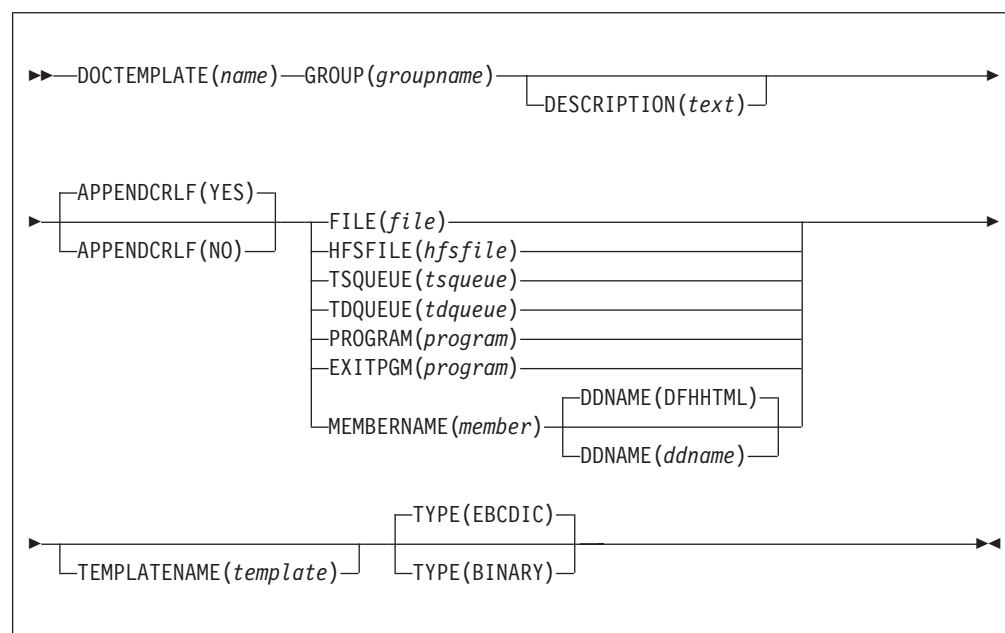 DOCTEMPLATE(name) GROUP(groupname)
DESCRIPTION(text)
APPENDCRLF(YES)
APPENDCRLF(NO)
FILE(file)
HFSFILE(hfsfile)
TSQUEUE(tsqueue)
TDQUEUE(tdqueue)
PROGRAM(program)
EXITPGM(program)
MEMBERNAME(member)
DDNAME(DFHHTML)
DDNAME(ddname)
TEMPLATENAME(template)
TYPE(EBCDIC)
TYPE(BINARY)